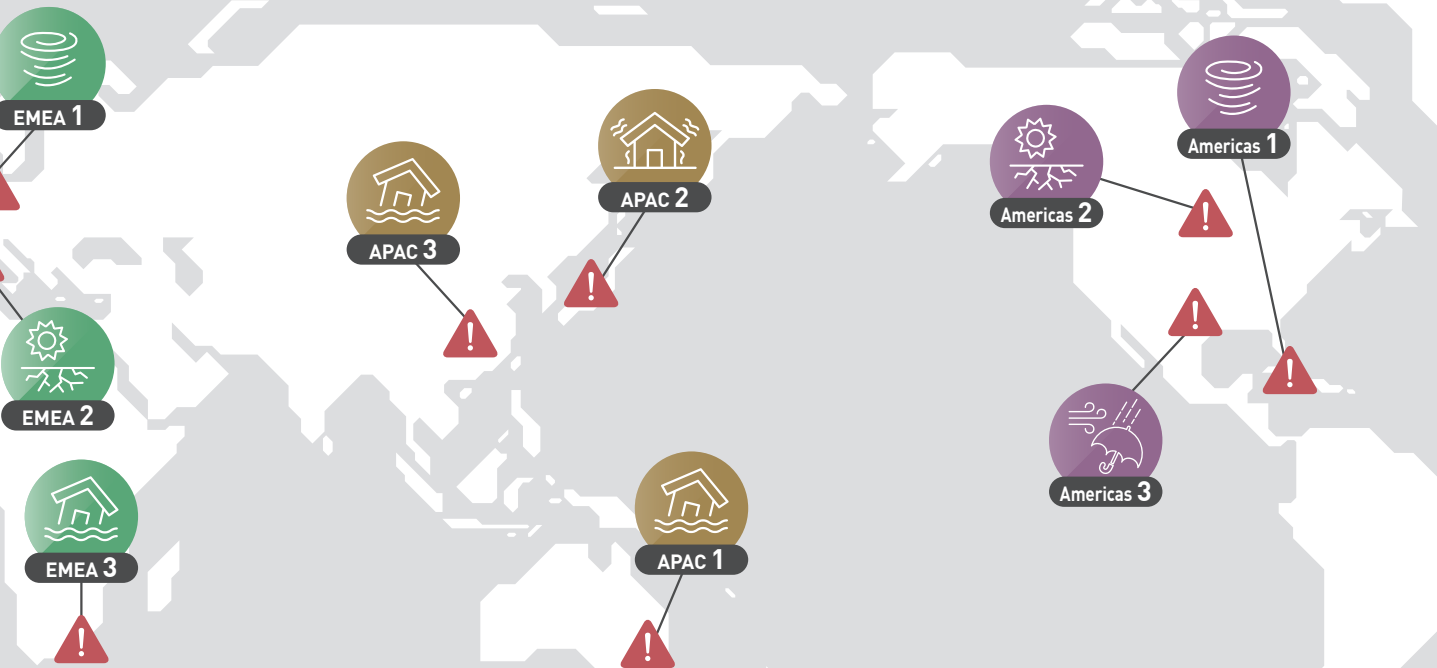 EMEA 1
Americas 1
APAC 2
Americas 2
APAC 3
EMEA 2
Americas 3
APAC 1
EMEA 3